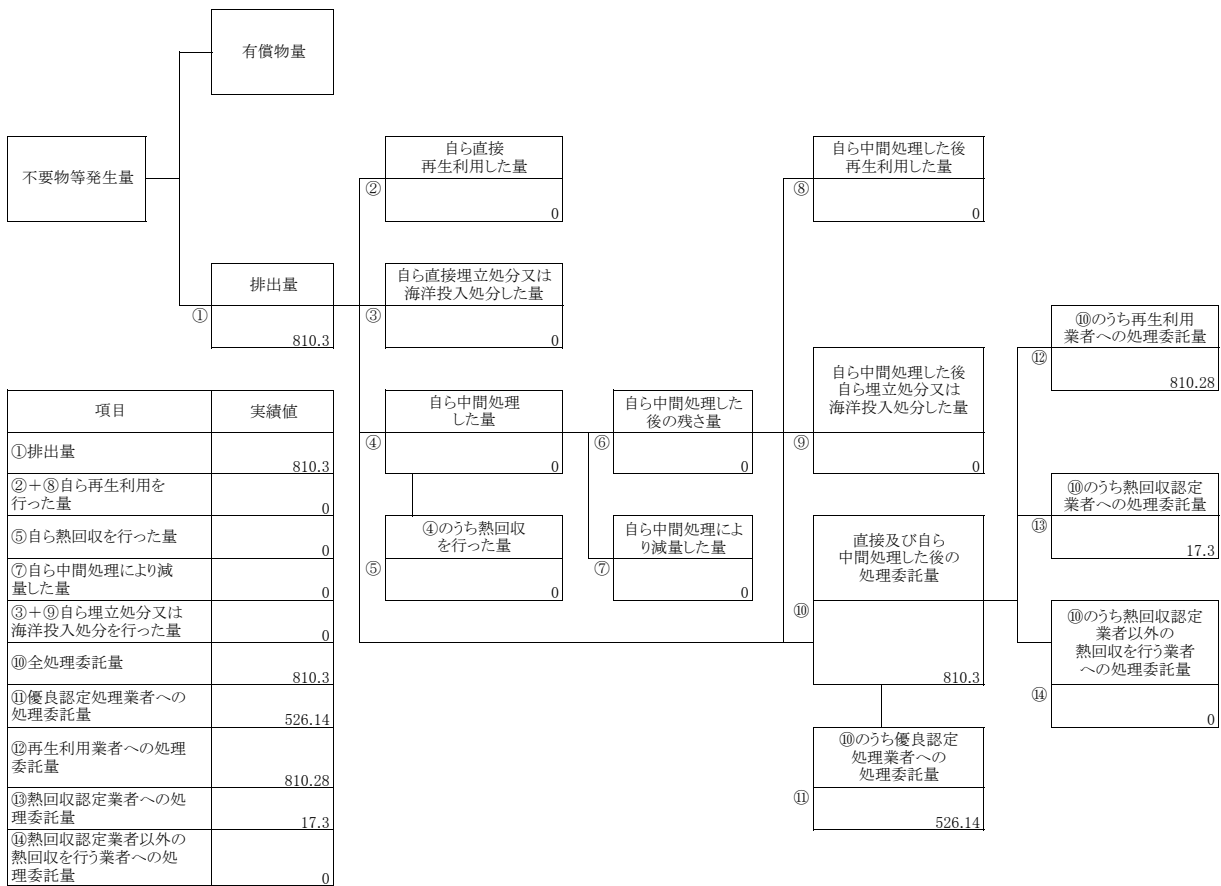 有償物量
不要物等発生量
自ら直接
再生利用した量
②
0
自ら中間処理した後
再生利用した量
⑧
0
排出量
①
810.3
自ら直接埋立処分又は
海洋投入処分した量
③
0
⑩のうち再生利用
業者への処理委託量
⑫
810.28
自ら中間処理
した量
④
0
自ら中間処理した
後の残さ量
⑥
0
自ら中間処理した後
自ら埋立処分又は
海洋投入処分した量
⑨
0
⑩のうち熱回収認定
業者への処理委託量
⑬
17.3
④のうち熱回収
を行った量
⑤
0
自ら中間処理によ
り減量した量
⑦
0
直接及び自ら
中間処理した後の
処理委託量
⑩
810.3
⑩のうち熱回収認定
業者以外の
熱回収を行う業者
への処理委託量
⑭
0
⑩のうち優良認定
処理業者への
処理委託量
⑪
526.14
項目 実績値
①排出量
810.3
②+⑧自ら再生利用を
行った量
0
⑤自ら熱回収を行った量
0
⑦自ら中間処理により減
量した量
0
③+⑨自ら埋立処分又は
海洋投入処分を行った量
0
⑩全処理委託量
810.3
⑪優良認定処理業者への
処理委託量
526.14
⑫再生利用業者への処理
委託量
810.28
⑬熱回収認定業者への処
理委託量
17.3
⑭熱回収認定業者以外の
熱回収を行う業者への処
理委託量
0